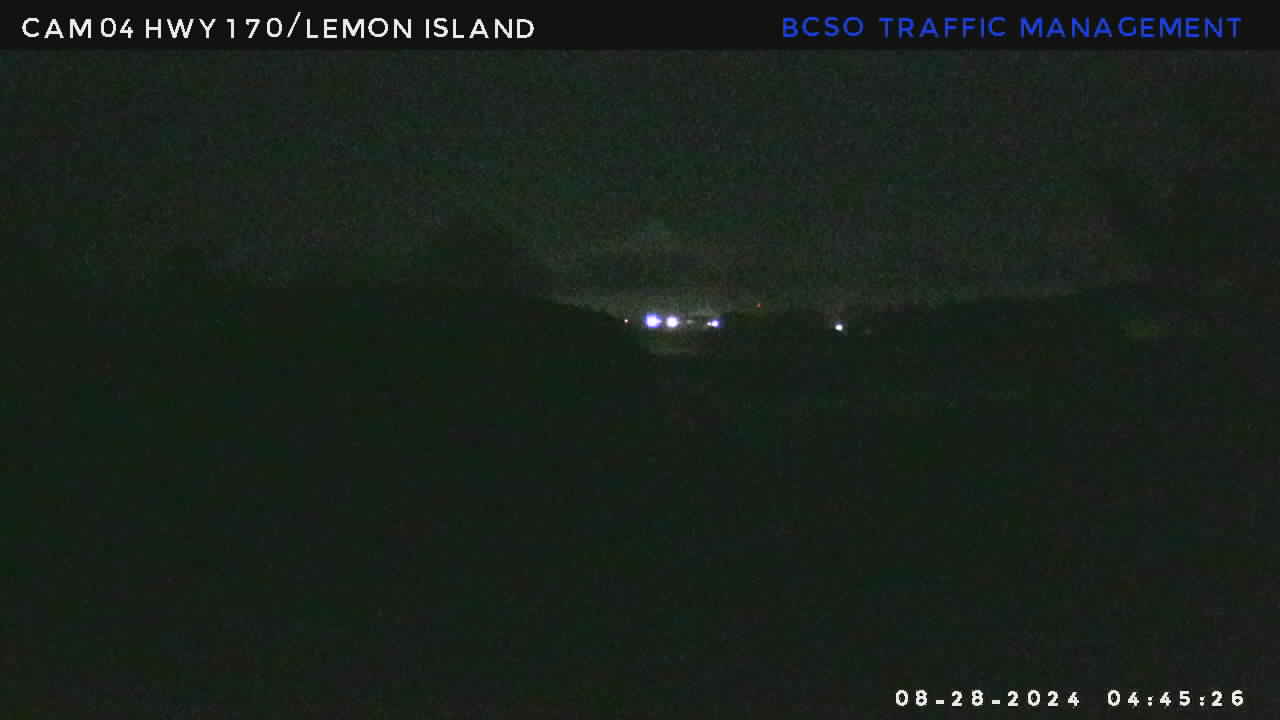 CAM04 HWY 170/LEMON ISLAND
BCSO TRAFFIC MANAGEMENT
08-28-2024 04:45:26